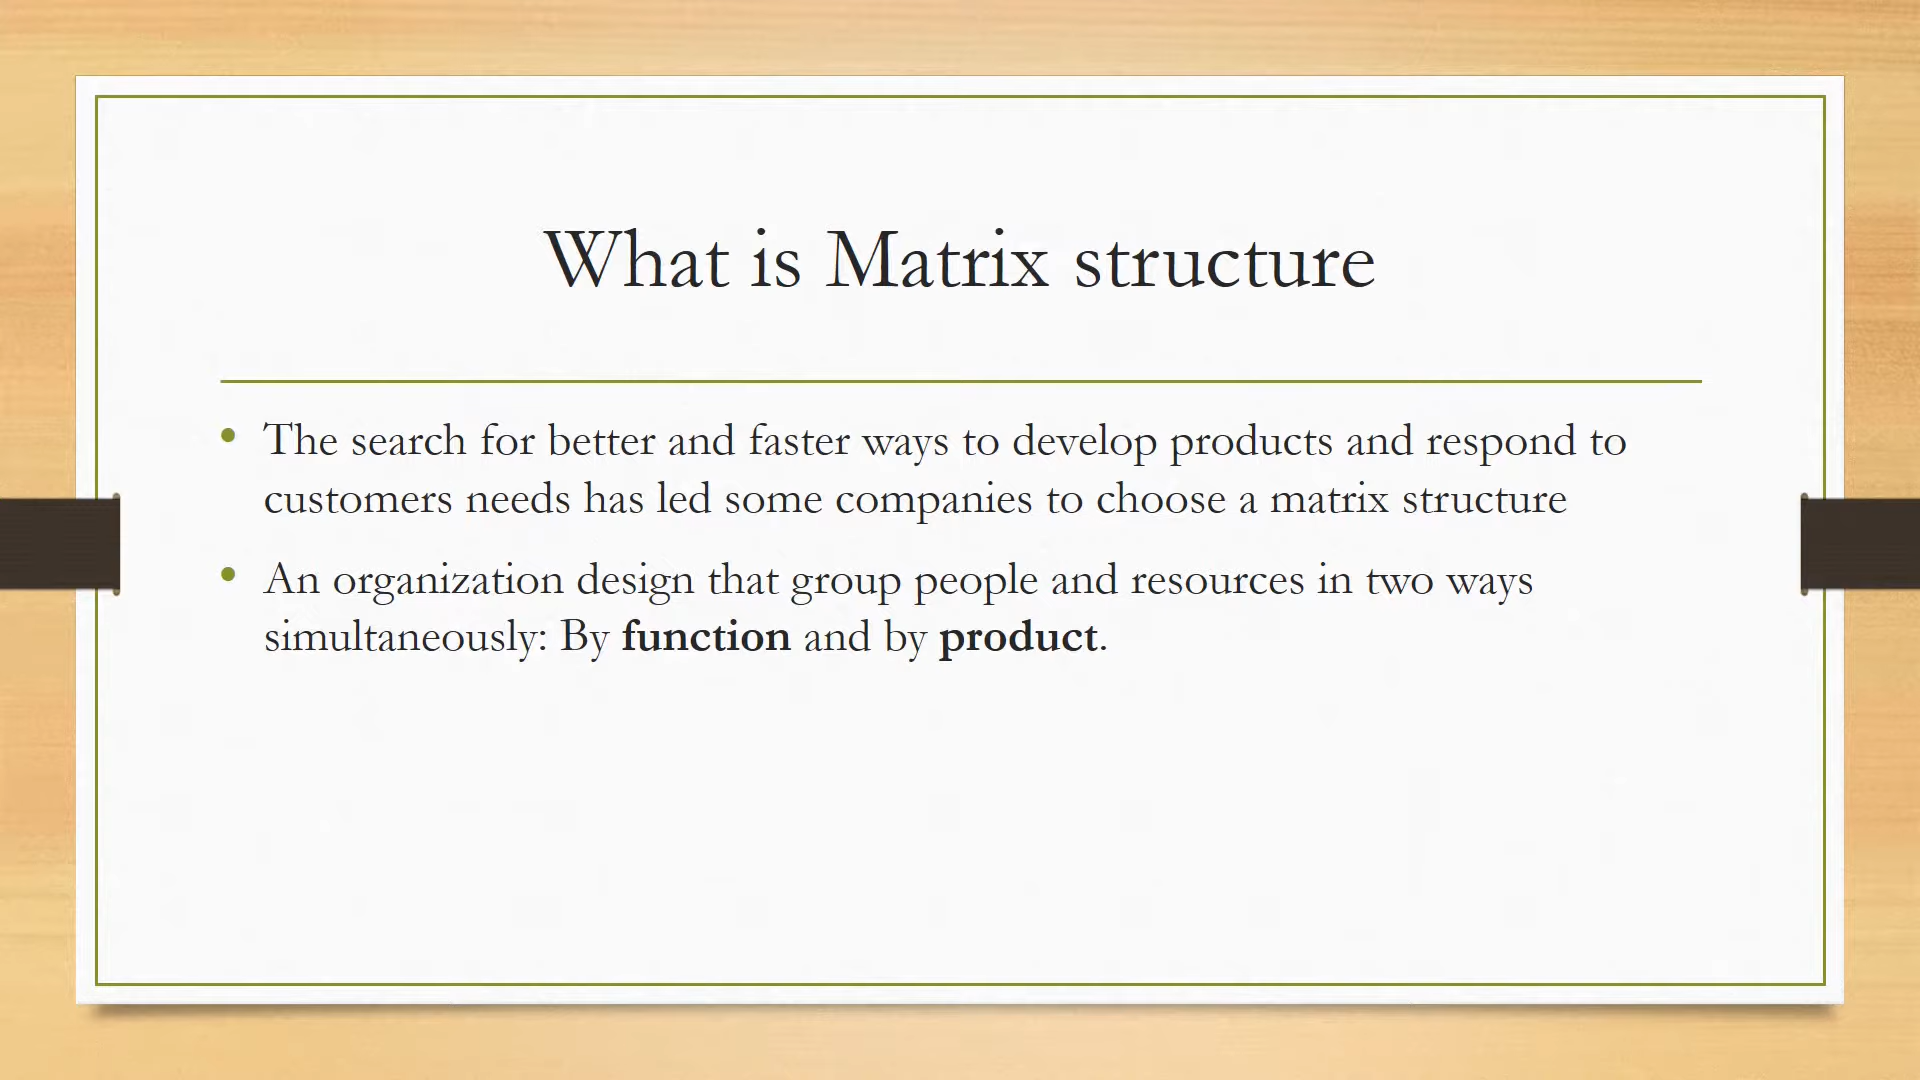 What is Matrix structure
• The search for better and faster ways to develop products and respond to
customers needs has led some companies to choose a matrix structure
• An organization design that group people and resources in two ways
simultaneously: By function and by product.